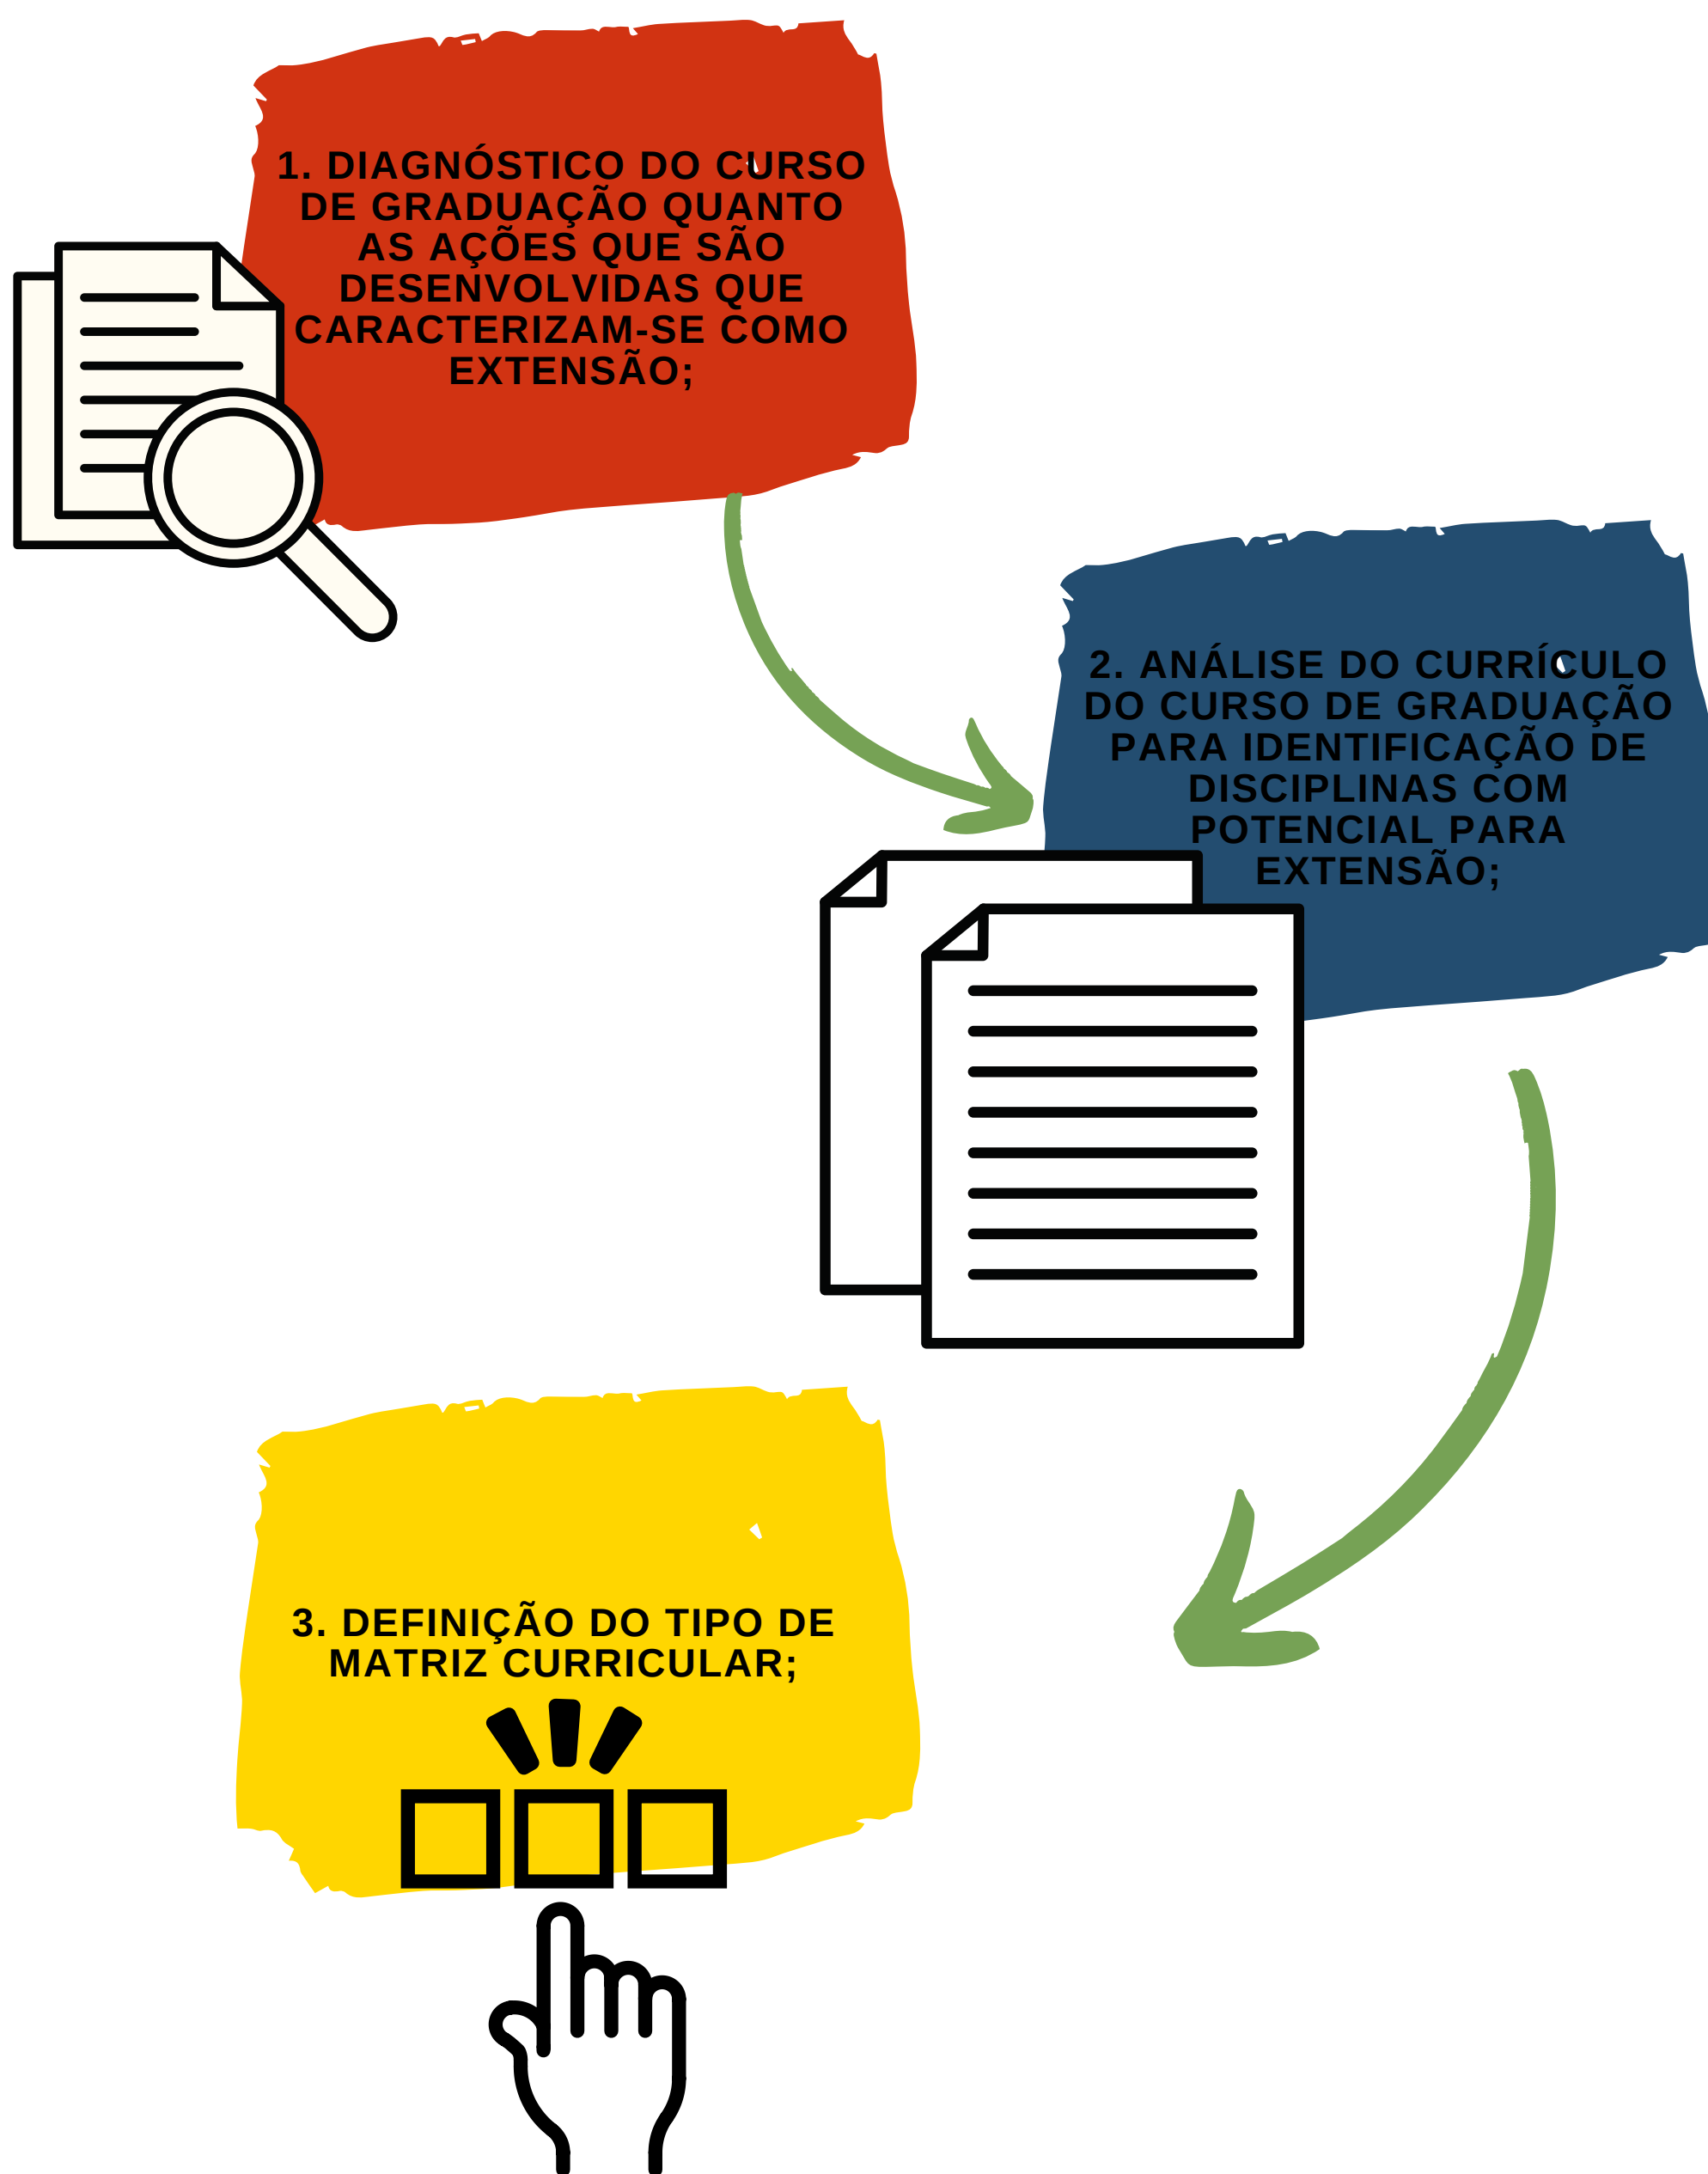 1. DIAGNÓSTICO DO CURSO
DE GRADUAÇÃO QUANTO
AS AÇÕES QUE SÃO
DESENVOLVIDAS QUE
CARACTERIZAM-SE COMO
EXTENSÃO;
2. ANÁLISE DO CURRÍCULO
DO CURSO DE GRADUAÇÃO
PARA IDENTIFICAÇÃO DE
DISCIPLINAS COM
POTENCIAL PARA
EXTENSÃO;
3. DEFINIÇÃO DO TIPO DE
MATRIZ CURRICULAR;